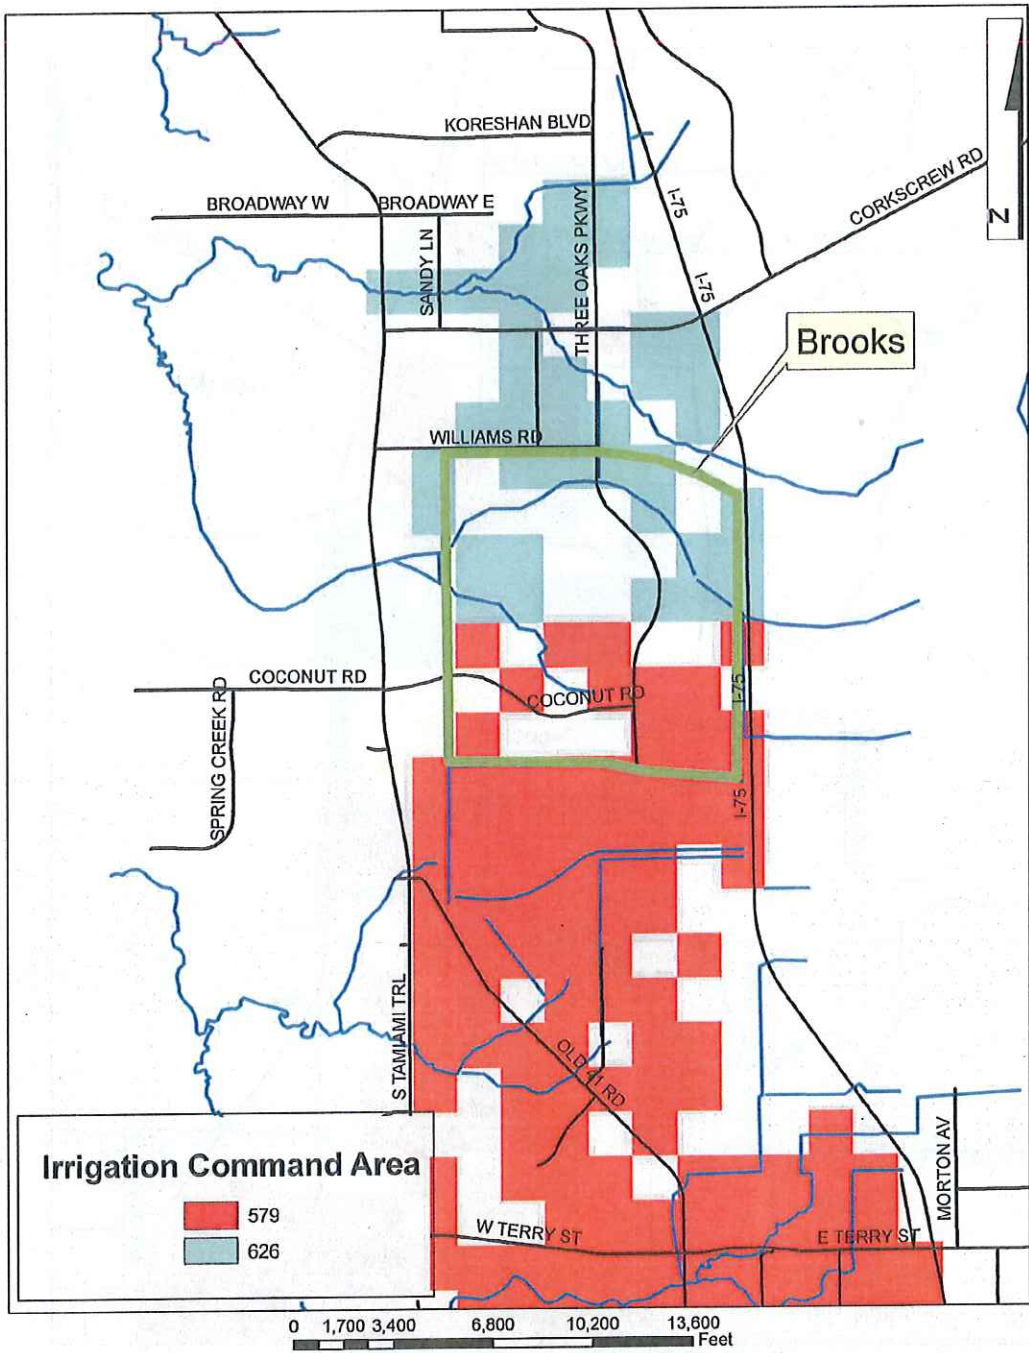 KORESHAN BLVD
CORKSCREW RD
BROADWAY W
BROADWAY E
I-75
Z
SANDY LN
THREE OAKS PKWY
I-75
Brooks
WILLIAMS RD
COCONUT RD
SPRING CREEK RD
COCONUT RD
I-75
I-75
S TAMIAMI TRL
OLD 41 RD
MORTON AV
Irrigation Command Area
579
626
W TERRY ST
E TERRY ST
0 1,700 3,400 6,800 10,200 13,600
Feet